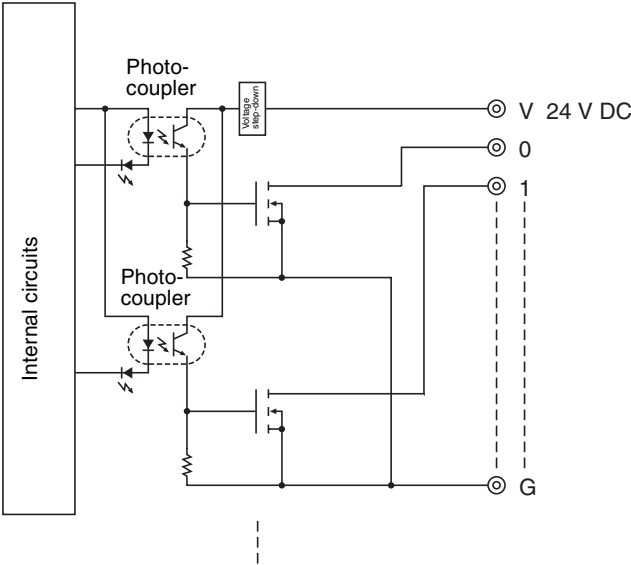 Photo-
coupler
Voltage
step-down
V 24 V DC
0
1
Internal circuits
Photo-
coupler
G